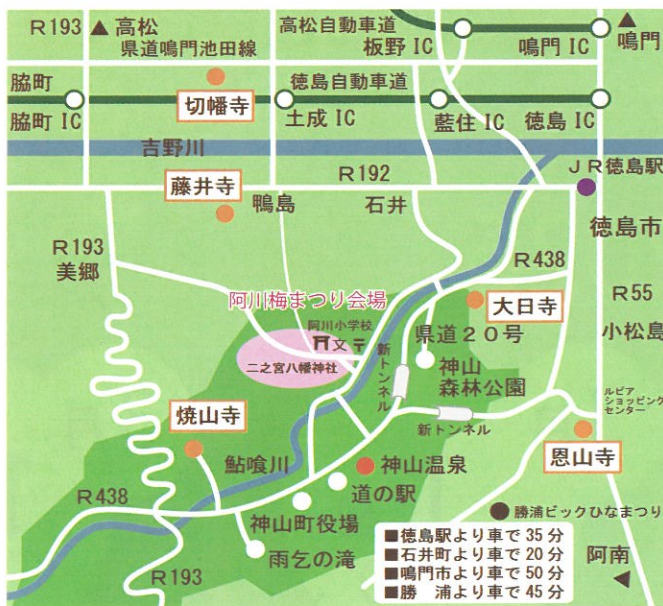 R193
▲高松
県道鳴門池田線
高松自動車道
板野 IC
鳴門 IC
▲
鳴門
脇町
徳島自動車道
切幡寺
脇町 IC
土成 IC
藍住 IC
徳島 IC
吉野川
R192
JR徳島駅
藤井寺
鴨島
石井
徳島市
R193
美郷
R438
阿川梅まつり会場
大日寺
R55
小松島
阿川小学校
文 〒
県道20号
二之宮八幡神社
新トンネル
神山
森林公園
ルピア
ショッピング
センター
焼山寺
新トンネル
恩山寺
鮎喰川
神山温泉
道の駅
R438
神山町役場
勝浦ビックひなまつり
雨乞の滝
■徳島駅より車で35分
■石井町より車で20分
■鳴門市より車で50分
■勝 浦より車で45分
阿南
R193